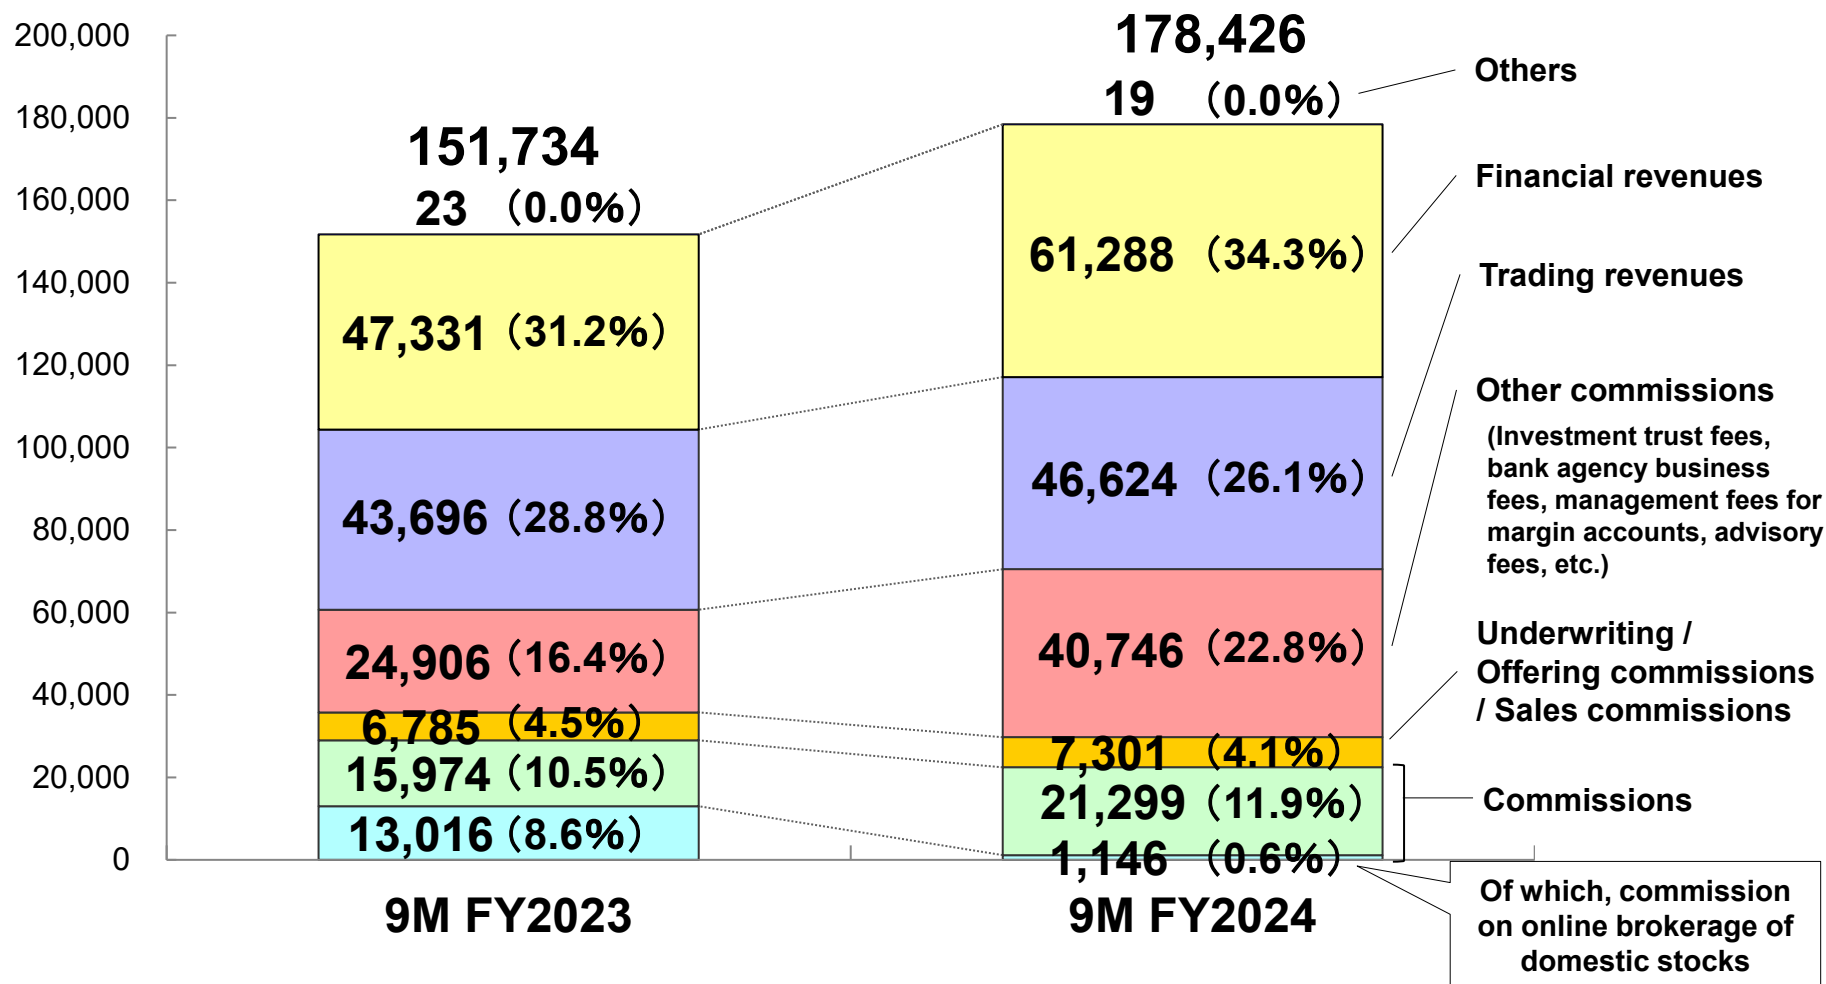 200,000
180,000
160,000
140,000
120,000
100,000
80,000
60,000
40,000
20,000
0
151,734
23 （0.0%）
47,331（31.2%）
43,696（28.8%）
24,906（16.4%）
6,785（4.5%）
15,974（10.5%）
13,016（8.6%）
9M FY2023
178,426
19 （0.0%）
61,288（34.3%）
46,624（26.1%）
40,746（22.8%）
7,301（4.1%）
21,299（11.9%）
1,146（0.6%）
9M FY2024
Others
Financial revenues
Trading revenues
Other commissions
(Investment trust fees,
bank agency business
fees, management fees for
margin accounts, advisory
fees, etc.)
Underwriting /
Offering commissions
/ Sales commissions
Commissions
Of which, commission
on online brokerage of
domestic stocks